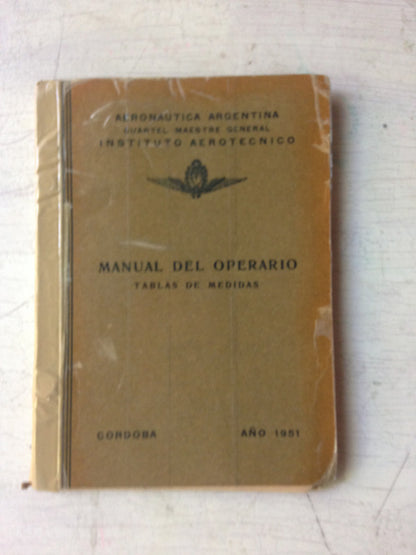 AERONAUTICA ARGENTINA
CUARTEL MAESTRE GENERAL
INSTITUTO AEROTECNICO
MANUAL DEL OPERARIO
TABLAS DE MEDIDAS
CORDOBA AÑO 1951